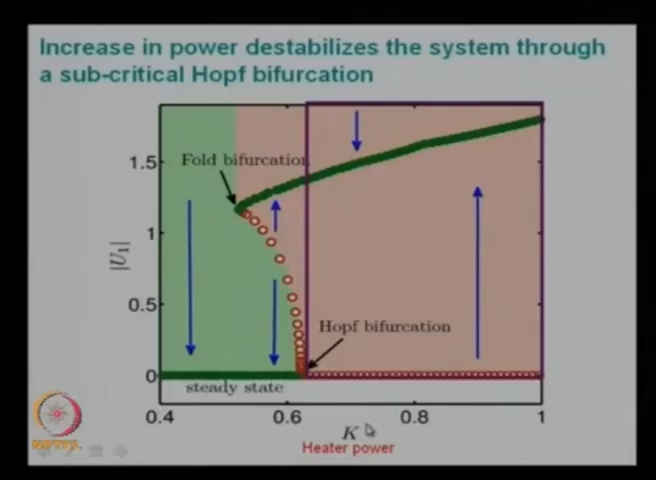 Increase in power destabilizes the system through
a sub-critical Hopf bifurcation
1.5
Fold bifurcation
1
|U₁|
0.5
Hopf bifurcation
0
steady state
0.4
0.6
0.8
1
K
Heater power
NPTEL